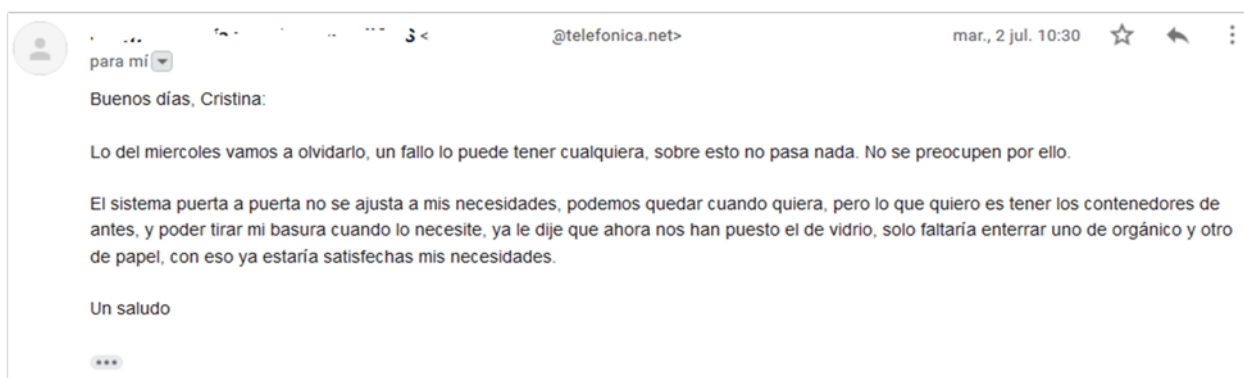 @telefonica.net> mar., 2 jul. 10:30
para mí
Buenos días, Cristina:
Lo del miercoles vamos a olvidarlo, un fallo lo puede tener cualquiera, sobre esto no pasa nada. No se preocupen por ello.
El sistema puerta a puerta no se ajusta a mis necesidades, podemos quedar cuando quiera, pero lo que quiero es tener los contenedores de
antes, y poder tirar mi basura cuando lo necesite, ya le dije que ahora nos han puesto el de vidrio, solo faltaría enterrar uno de orgánico y otro
de papel, con eso ya estaría satisfechas mis necesidades.
Un saludo